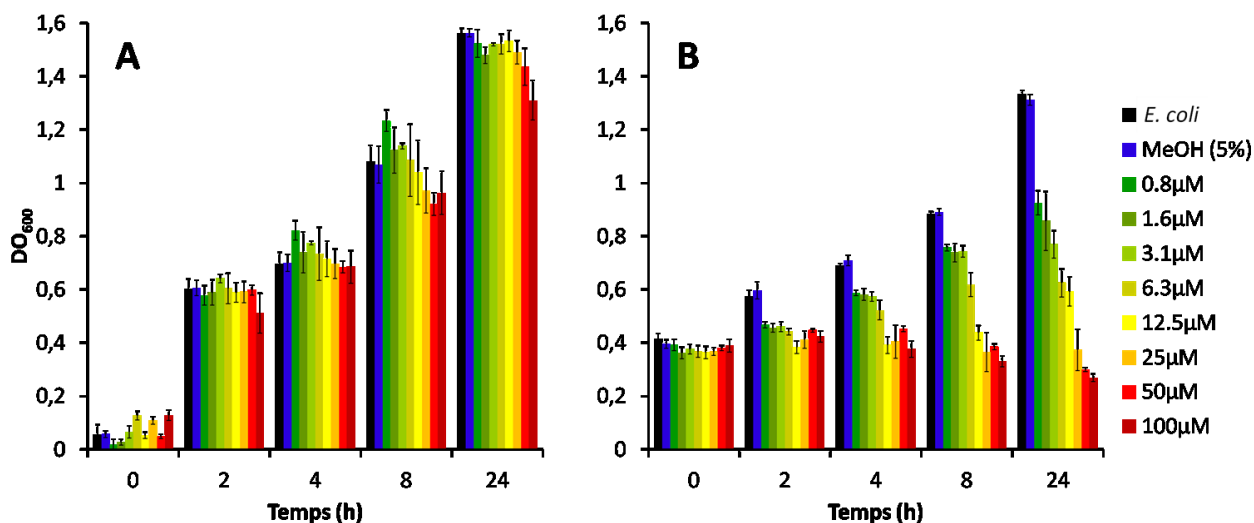 A
B
DO600
1,6
1,4
1,2
1
0,8
0,6
0,4
0,2
0
0
2
4
8
24
Temps (h)
1,6
1,4
1,2
1
0,8
0,6
0,4
0,2
0
0
2
4
8
24
Temps (h)
E. coli
MeOH (5%)
0.8µM
1.6µM
3.1µM
6.3µM
12.5µM
25µM
50µM
100µM